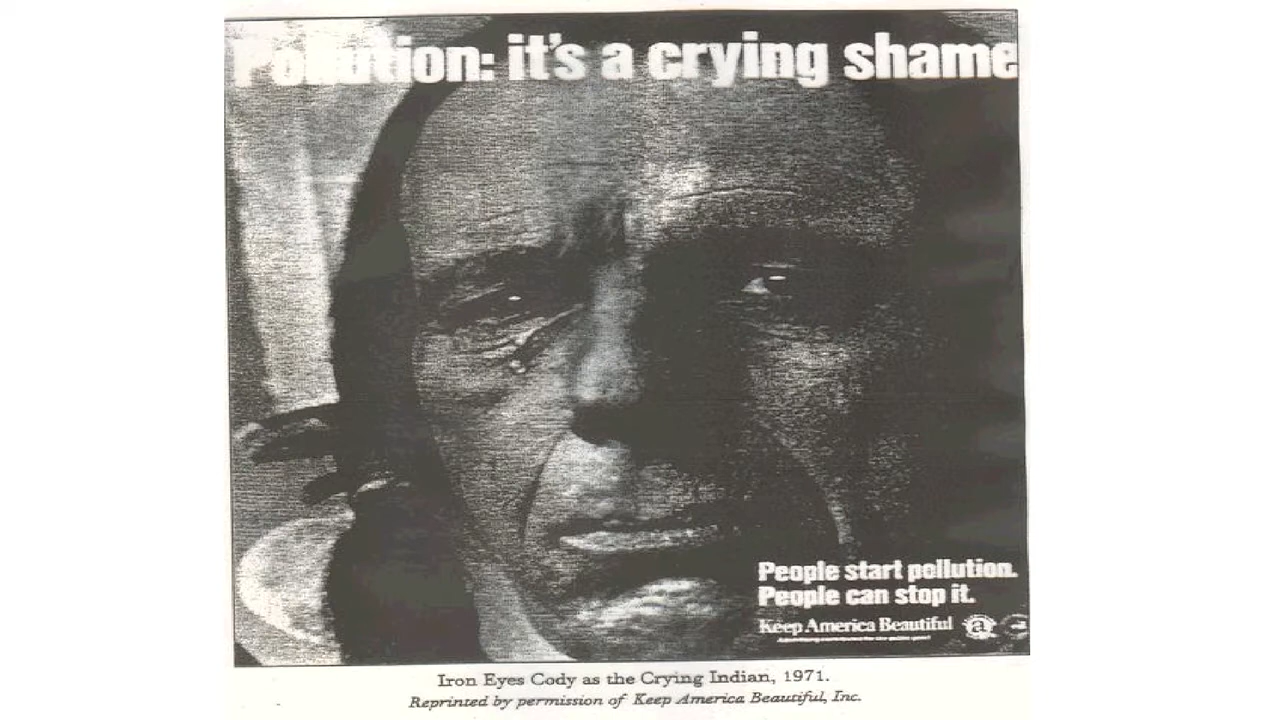 Pollution: it's a crying shame
People start pollution.
People can stop it.
Keep America Beautiful
Iron Eyes Cody as the Crying Indian, 1971.
Reprinted by permission of Keep America Beautiful, Inc.